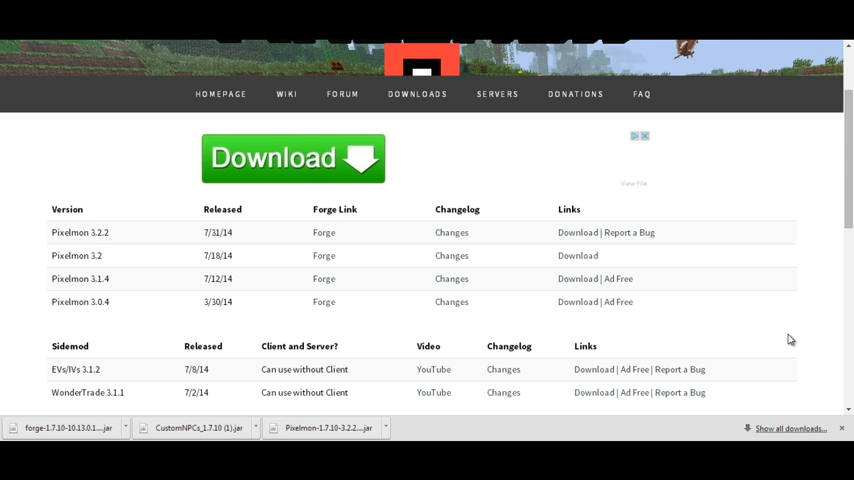 HOMEPAGE WIKI FORUM DOWNLOADS SERVERS DONATIONS FAQ
Download
View File
Version Released Forge Link Changelog Links
Pixelmon 3.2.2 7/31/14 Forge Changes Download | Report a Bug
Pixelmon 3.2 7/18/14 Forge Changes Download
Pixelmon 3.1.4 7/12/14 Forge Changes Download | Ad Free
Pixelmon 3.0.4 3/30/14 Forge Changes Download | Ad Free
Sidemod Released Client and Server? Video Changelog Links
EVs/IVs 3.1.2 7/8/14 Can use without Client YouTube Changes Download | Ad Free | Report a Bug
WonderTrade 3.1.1 7/2/14 Can use without Client YouTube Changes Download | Ad Free | Report a Bug
forge-1.7.10-10.13.0.1....jar CustomNPCs_1.7.10 (1).jar Pixelmon-1.7.10-3.2.2....jar Show all downloads...